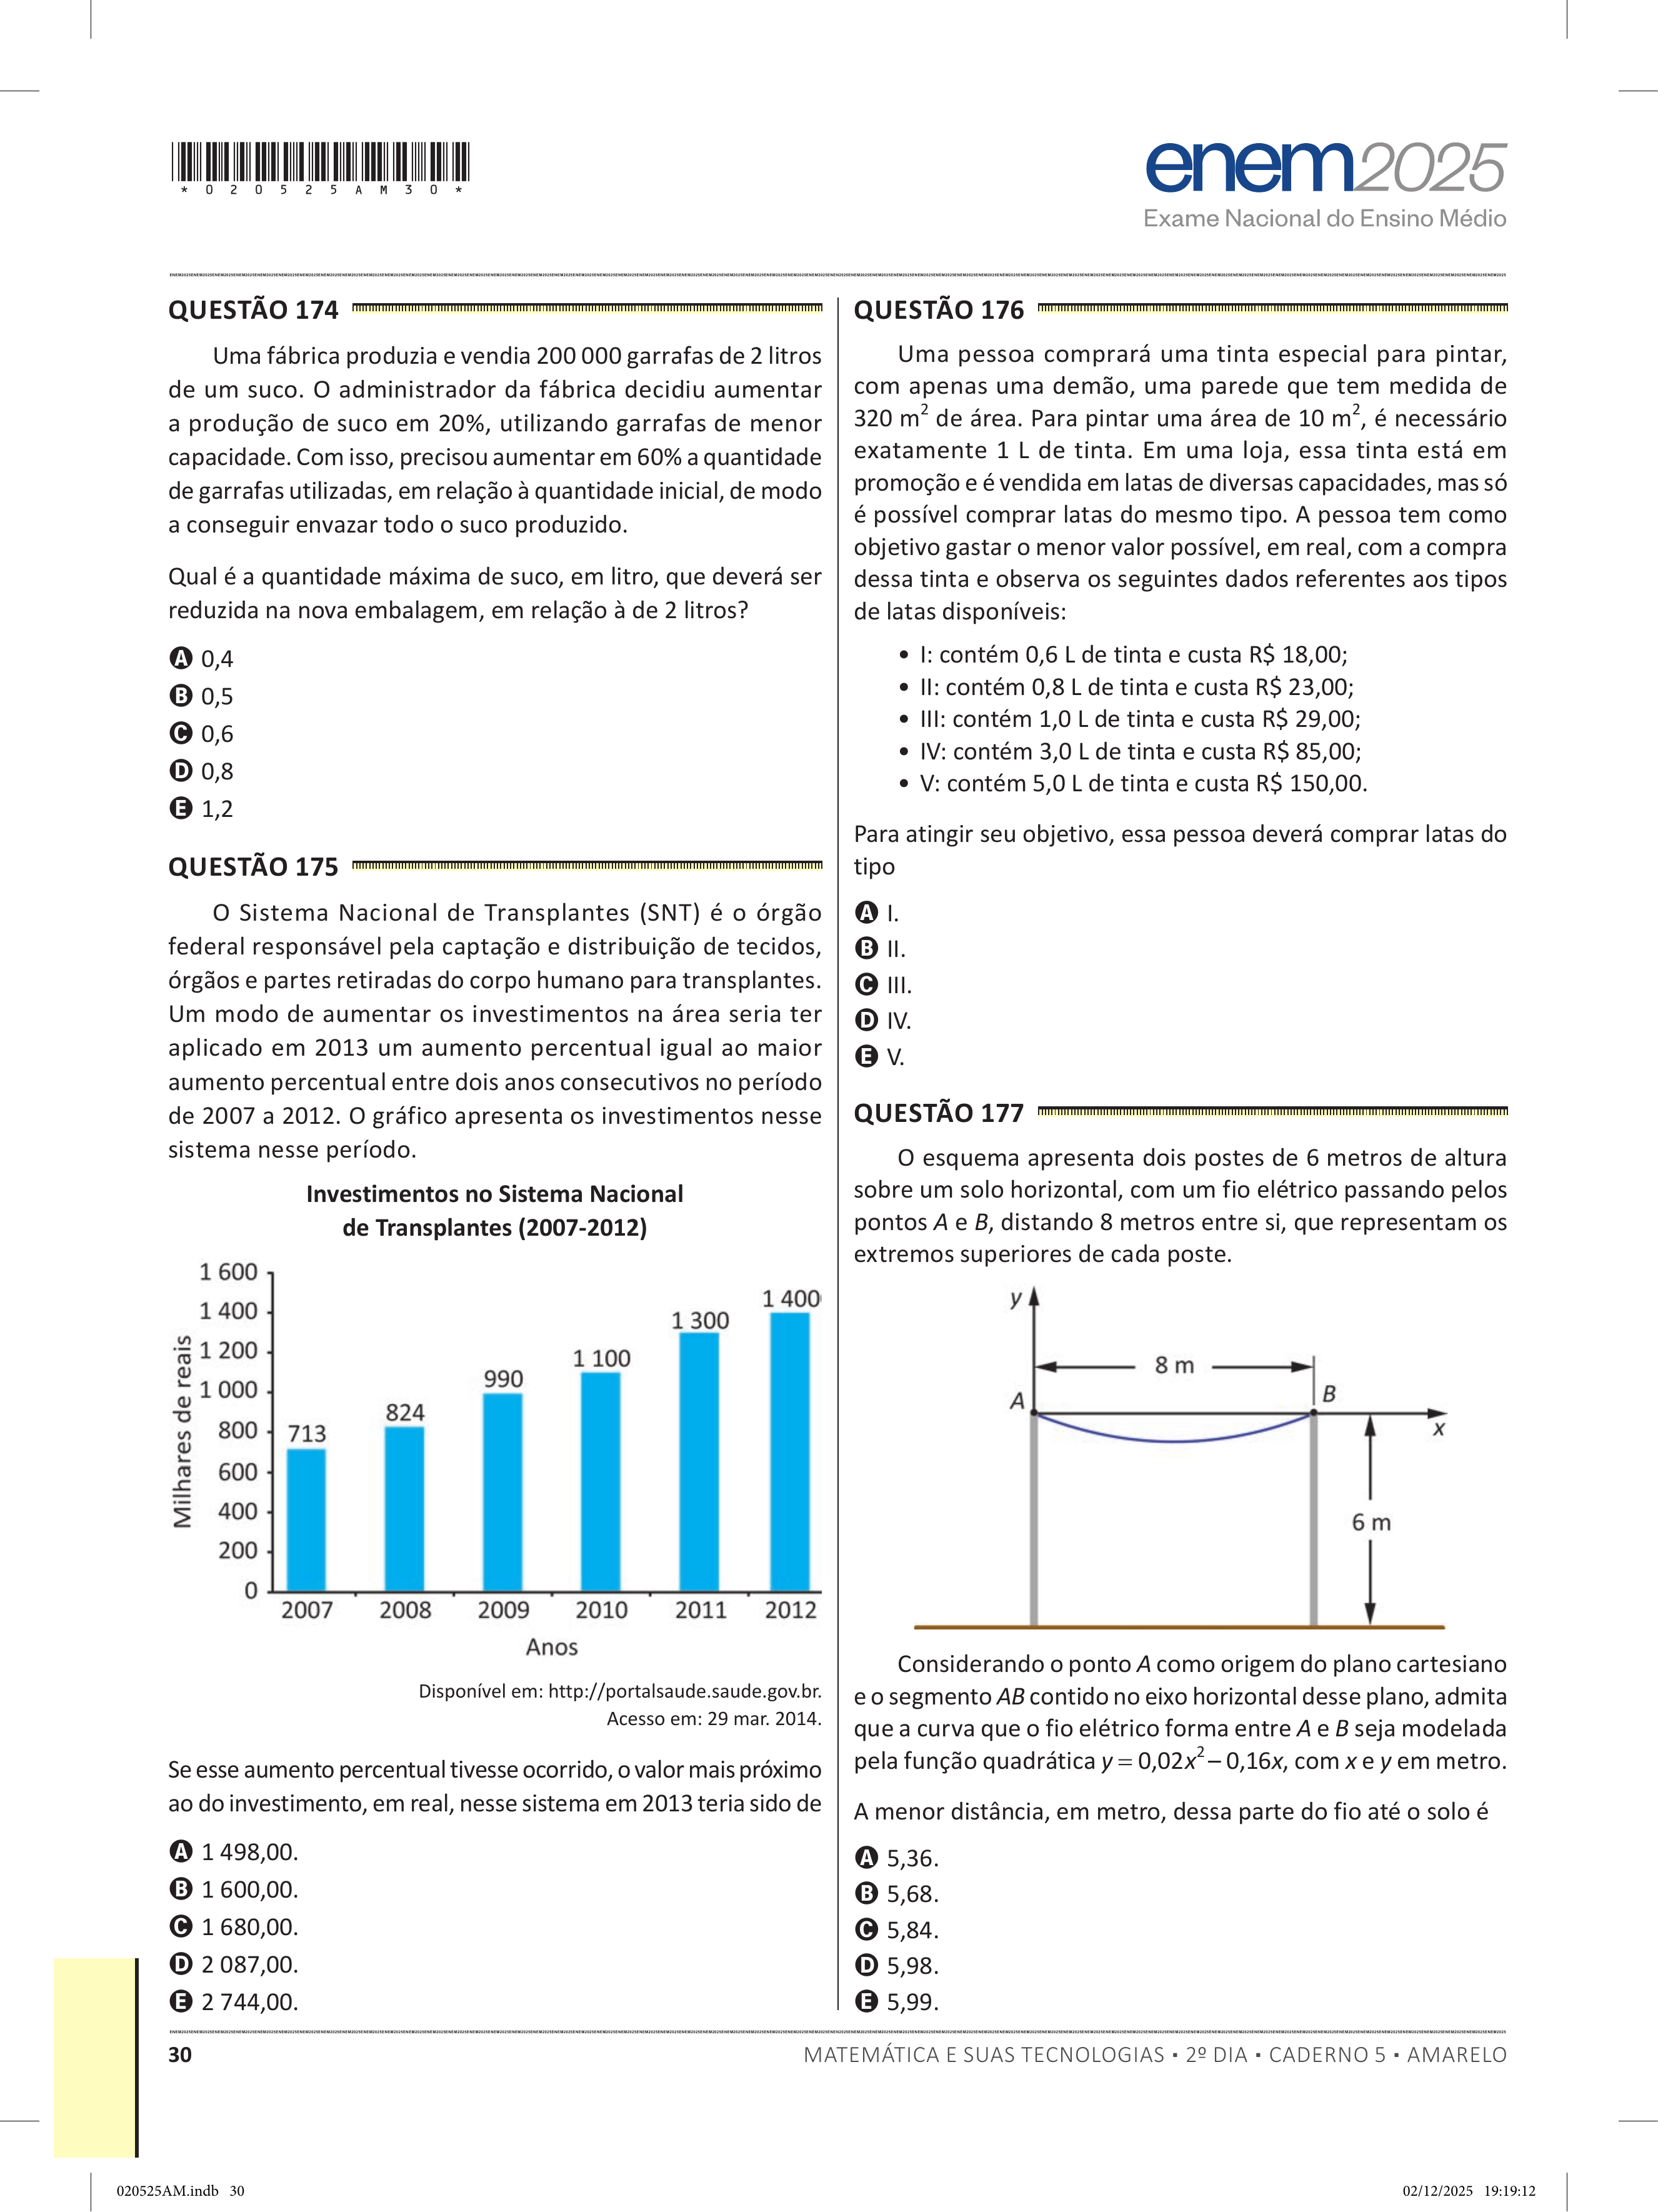 *020525AM30*
enem2025
Exame Nacional do Ensino Médio
QUESTÃO 174
Uma fábrica produzia e vendia 200 000 garrafas de 2 litros
de um suco. O administrador da fábrica decidiu aumentar
a produção de suco em 20%, utilizando garrafas de menor
capacidade. Com isso, precisou aumentar em 60% a quantidade
de garrafas utilizadas, em relação à quantidade inicial, de modo
a conseguir envazar todo o suco produzido.
Qual é a quantidade máxima de suco, em litro, que deverá ser
reduzida na nova embalagem, em relação à de 2 litros?
A 0,4
B 0,5
C 0,6
D 0,8
E 1,2
QUESTÃO 175
O Sistema Nacional de Transplantes (SNT) é o órgão
federal responsável pela captação e distribuição de tecidos,
órgãos e partes retiradas do corpo humano para transplantes.
Um modo de aumentar os investimentos na área seria ter
aplicado em 2013 um aumento percentual igual ao maior
aumento percentual entre dois anos consecutivos no período
de 2007 a 2012. O gráfico apresenta os investimentos nesse
sistema nesse período.
Investimentos no Sistema Nacional
de Transplantes (2007-2012)
Milhares de reais
1 600
1 400
1 200
1 000
800
600
400
200
0
713
824
990
1 100
1 300
1 400
2007 2008 2009 2010 2011 2012
Anos
Disponível em: http://portalsaude.saude.gov.br.
Acesso em: 29 mar. 2014.
Se esse aumento percentual tivesse ocorrido, o valor mais próximo
ao do investimento, em real, nesse sistema em 2013 teria sido de
A 1 498,00.
B 1 600,00.
C 1 680,00.
D 2 087,00.
E 2 744,00.
QUESTÃO 176
Uma pessoa comprará uma tinta especial para pintar,
com apenas uma demão, uma parede que tem medida de
320 m² de área. Para pintar uma área de 10 m², é necessário
exatamente 1 L de tinta. Em uma loja, essa tinta está em
promoção e é vendida em latas de diversas capacidades, mas só
é possível comprar latas do mesmo tipo. A pessoa tem como
objetivo gastar o menor valor possível, em real, com a compra
dessa tinta e observa os seguintes dados referentes aos tipos
de latas disponíveis:
• I: contém 0,6 L de tinta e custa R$ 18,00;
• II: contém 0,8 L de tinta e custa R$ 23,00;
• III: contém 1,0 L de tinta e custa R$ 29,00;
• IV: contém 3,0 L de tinta e custa R$ 85,00;
• V: contém 5,0 L de tinta e custa R$ 150,00.
Para atingir seu objetivo, essa pessoa deverá comprar latas do
tipo
A I.
B II.
C III.
D IV.
E V.
QUESTÃO 177
O esquema apresenta dois postes de 6 metros de altura
sobre um solo horizontal, com um fio elétrico passando pelos
pontos A e B, distando 8 metros entre si, que representam os
extremos superiores de cada poste.
y
8 m
A
B
x
6 m
Considerando o ponto A como origem do plano cartesiano
e o segmento AB contido no eixo horizontal desse plano, admita
que a curva que o fio elétrico forma entre A e B seja modelada
pela função quadrática y = 0,02x² – 0,16x, com x e y em metro.
A menor distância, em metro, dessa parte do fio até o solo é
A 5,36.
B 5,68.
C 5,84.
D 5,98.
E 5,99.
30
MATEMÁTICA E SUAS TECNOLOGIAS ▪ 2º DIA ▪ CADERNO 5 ▪ AMARELO
020525AM.indb 30
02/12/2025 19:19:12